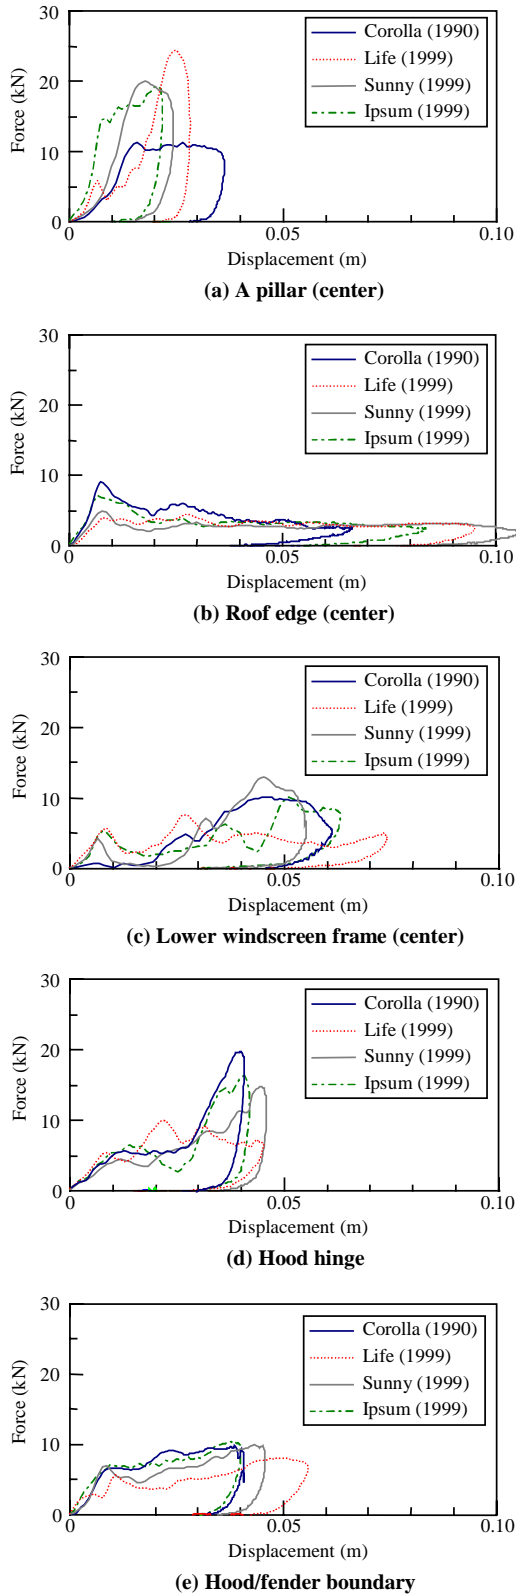 30
Corolla (1990)
Life (1999)
20
Sunny (1999)
Ipsum (1999)
Force (kN)
10
0
0
0.05
0.10
Displacement (m)
(a) A pillar (center)
30
Corolla (1990)
Life (1999)
20
Sunny (1999)
Ipsum (1999)
Force (kN)
10
0
0
0.05
0.10
Displacement (m)
(b) Roof edge (center)
30
Corolla (1990)
Life (1999)
20
Sunny (1999)
Ipsum (1999)
Force (kN)
10
0
0
0.05
0.10
Displacement (m)
(c) Lower windscreen frame (center)
30
Corolla (1990)
Life (1999)
20
Sunny (1999)
Ipsum (1999)
Force (kN)
10
0
0
0.05
0.10
Displacement (m)
(d) Hood hinge
30
Corolla (1990)
Life (1999)
20
Sunny (1999)
Ipsum (1999)
Force (kN)
10
0
0
0.05
0.10
Displacement (m)
(e) Hood/fender boundary